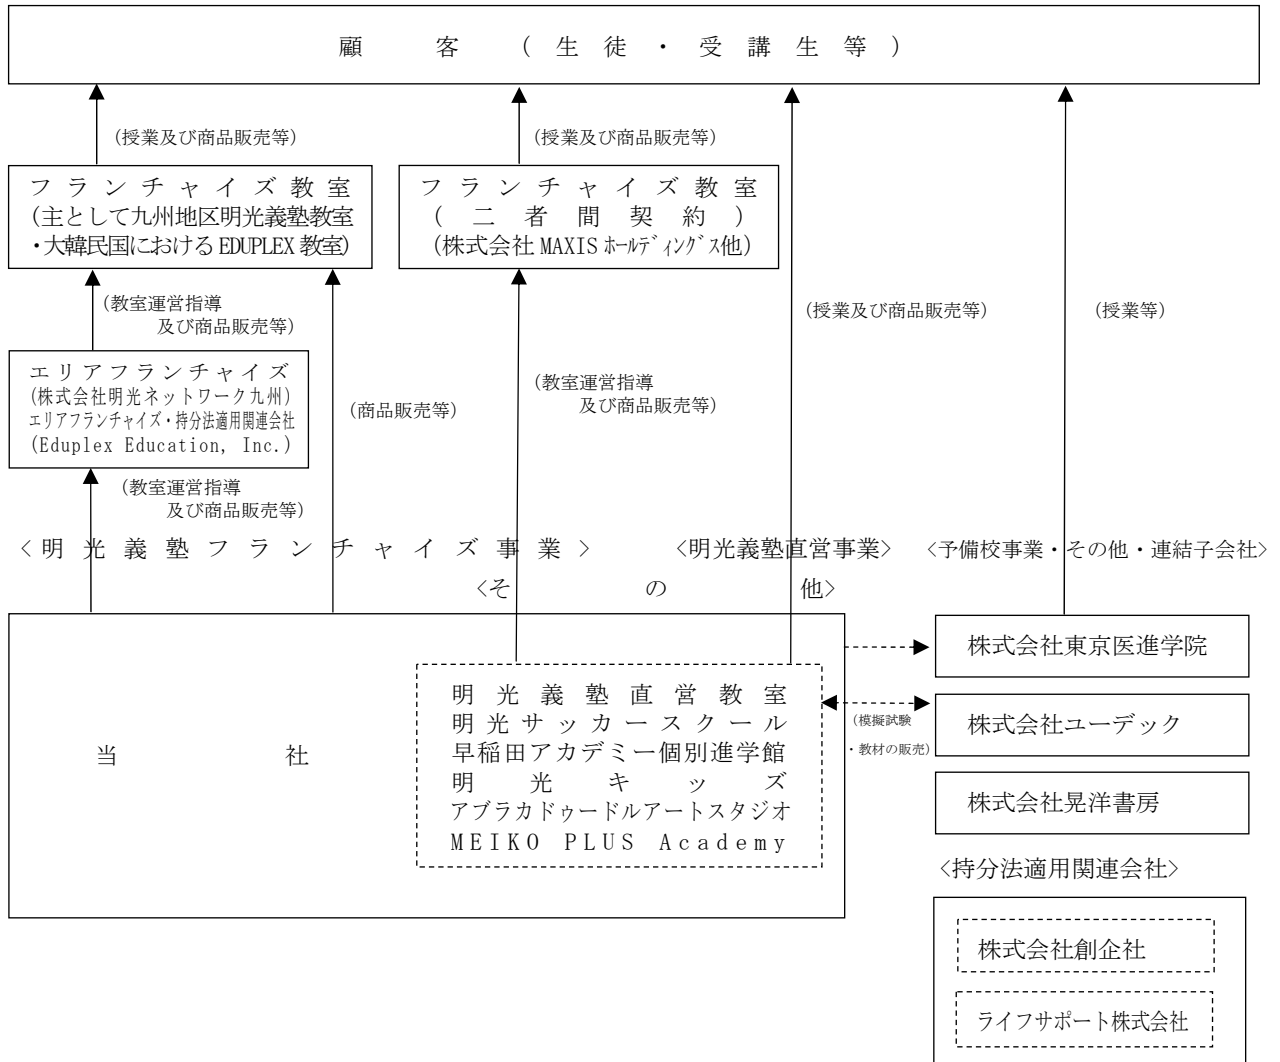 顧客(生徒・受講生等)
(授業及び商品販売等)
(授業及び商品販売等)
フランチャイズ教室
(主として九州地区明光義塾教室
・大韓民国におけるEDUPLEX教室)
フランチャイズ教室
(二者間契約)
(株式会社MAXISホールディングス他)
(教室運営指導
及び商品販売等)
(授業及び商品販売等)
(授業等)
エリアフランチャイズ
(株式会社明光ネットワーク九州)
エリアフランチャイズ・持分法適用関連会社
(Eduplex Education, Inc.)
(商品販売等)
(教室運営指導
及び商品販売等)
(教室運営指導
及び商品販売等)
<明光義塾フランチャイズ事業>
<明光義塾直営事業>
<予備校事業・その他・連結子会社>
<その他>
当社
明光義塾直営教室
明光サッカースクール
早稲田アカデミー個別進学館
明光キッズ
アブラカドゥードルアートスタジオ
MEIKO PLUS Academy
(模擬試験
・教材の販売)
株式会社東京医進学院
株式会社ユーデック
株式会社晃洋書房
<持分法適用関連会社>
株式会社創企社
ライフサポート株式会社